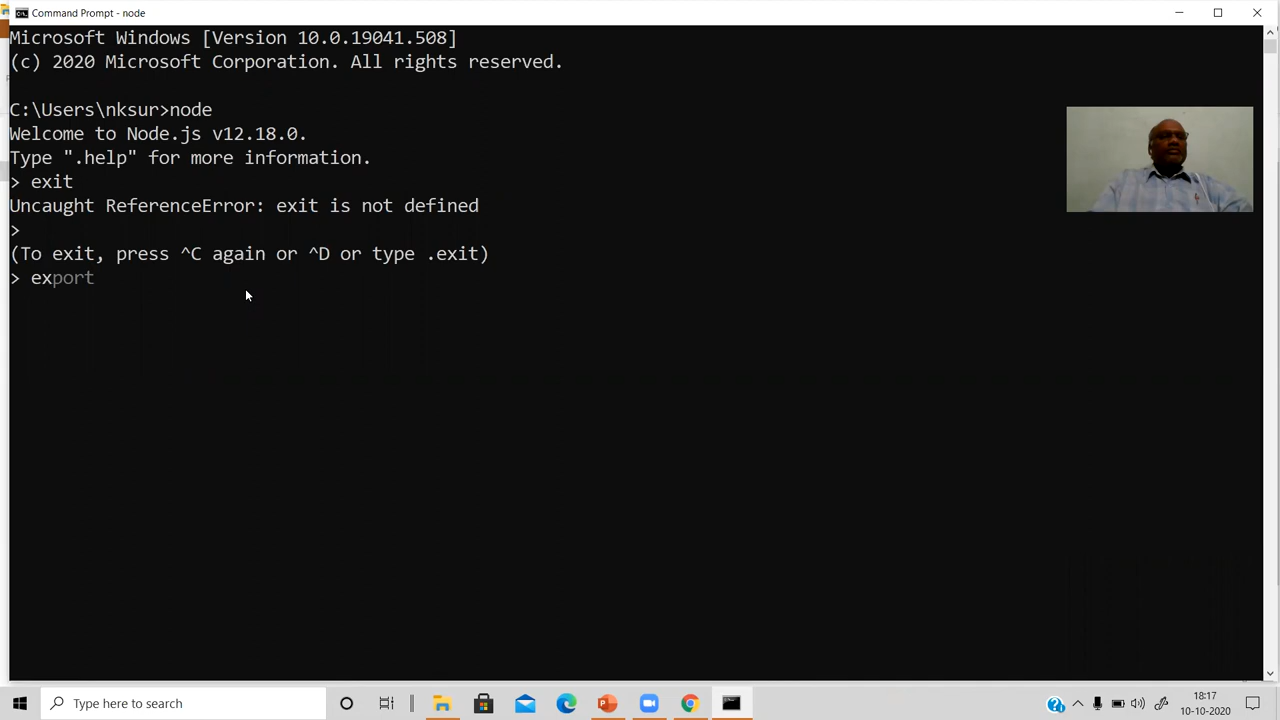 Command Prompt - node
Microsoft Windows [Version 10.0.19041.508]
(c) 2020 Microsoft Corporation. All rights reserved.
C:\Users\nksur>node
Welcome to Node.js v12.18.0.
Type ".help" for more information.
> exit
Uncaught ReferenceError: exit is not defined
>
(To exit, press ^C again or ^D or type .exit)
> export
Type here to search
18:17
10-10-2020